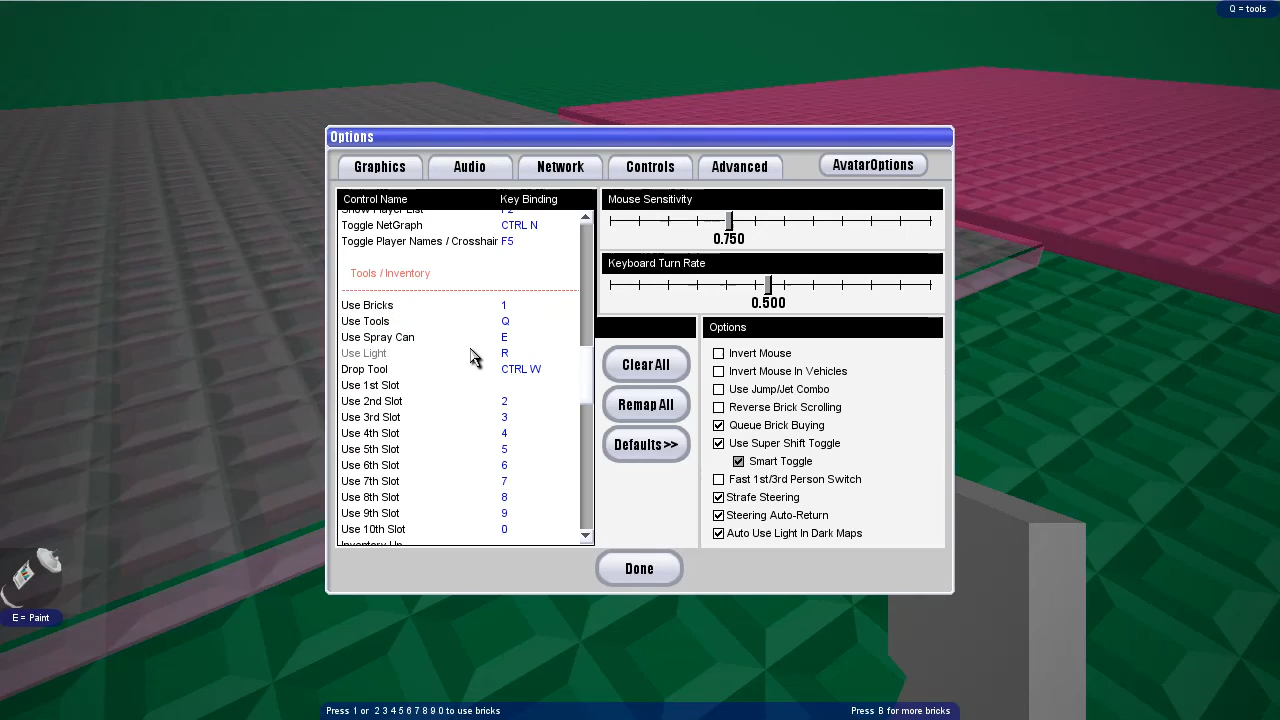 Q = tools
Options
Graphics
Audio
Network
Controls
Advanced
AvatarOptions
Control Name Key Binding
Show Player List F2
Toggle NetGraph CTRL N
Toggle Player Names / Crosshair F5
Tools / Inventory
Use Bricks 1
Use Tools Q
Use Spray Can E
Use Light R
Drop Tool CTRL W
Use 1st Slot
Use 2nd Slot 2
Use 3rd Slot 3
Use 4th Slot 4
Use 5th Slot 5
Use 6th Slot 6
Use 7th Slot 7
Use 8th Slot 8
Use 9th Slot 9
Use 10th Slot 0
Inventory Up
Mouse Sensitivity
0.750
Keyboard Turn Rate
0.500
Clear All
Remap All
Defaults >>
Options
Invert Mouse
Invert Mouse In Vehicles
Use Jump/Jet Combo
Reverse Brick Scrolling
Queue Brick Buying
Use Super Shift Toggle
Smart Toggle
Fast 1st/3rd Person Switch
Strafe Steering
Steering Auto-Return
Auto Use Light In Dark Maps
Done
E = Paint
Press 1 or 2 3 4 5 6 7 8 9 0 to use bricks
Press B for more bricks